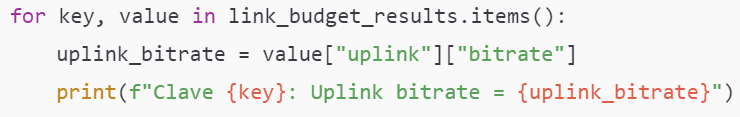 for key, value in link_budget_results.items():
    uplink_bitrate = value["uplink"]["bitrate"]
    print(f"Clave {key}: Uplink bitrate = {uplink_bitrate}")